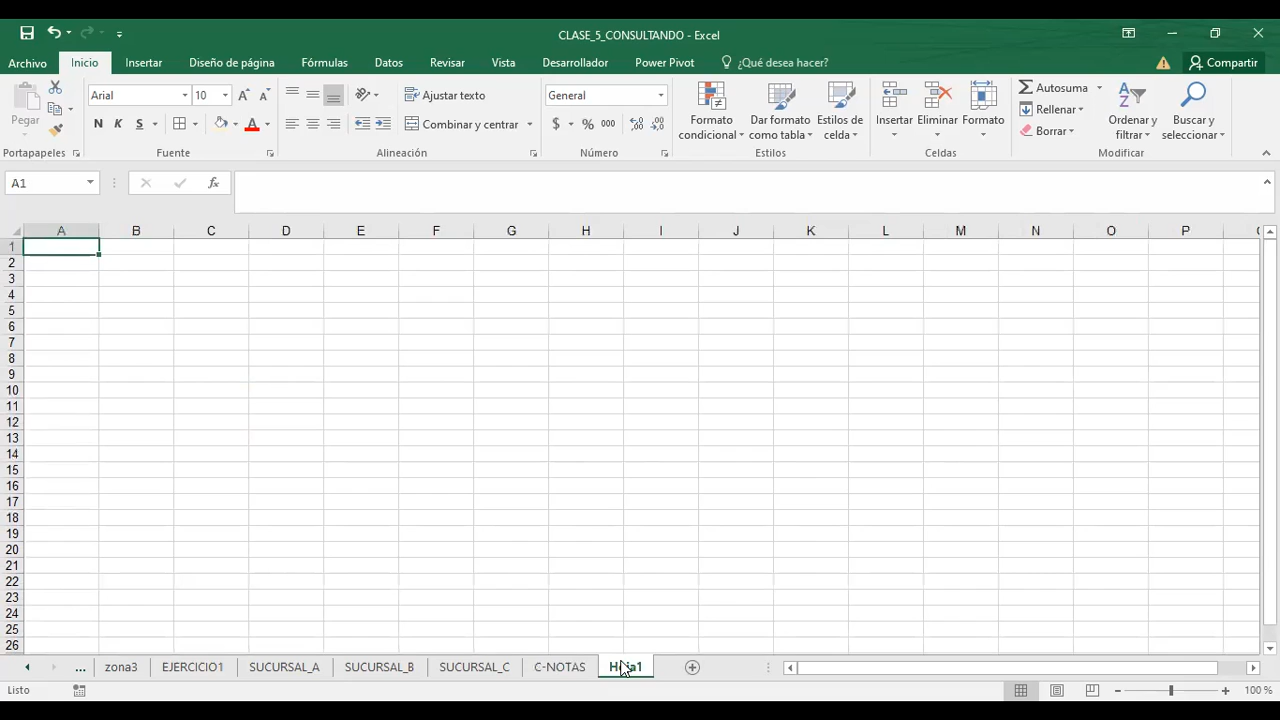 CLASE_5_CONSULTANDO - Excel
Archivo Inicio Insertar Diseño de página Fórmulas Datos Vista Revisar Desarrollador Power Pivot ¿Qué desea hacer? Compartir
Pegar
Portapapeles
Arial 10
N K S
Fuente
Ajustar texto
Combinar y centrar
Alineación
General
$ % 000
Número
Formato condicional
Dar formato como tabla
Estilos de celda
Estilos
Insertar Eliminar Formato
Celdas
Autosuma
Rellenar
Borrar
Ordenar y filtrar
Buscar y seleccionar
Modificar
A1 fx
A B C D E F G H I J K L M N O P
1
2
3
4
5
6
7
8
9
10
11
12
13
14
15
16
17
18
19
20
21
22
23
24
25
26
... zona3 EJERCICIO1 SUCURSAL_A SUCURSAL_B SUCURSAL_C C-NOTAS Hoja1
Listo 100 %